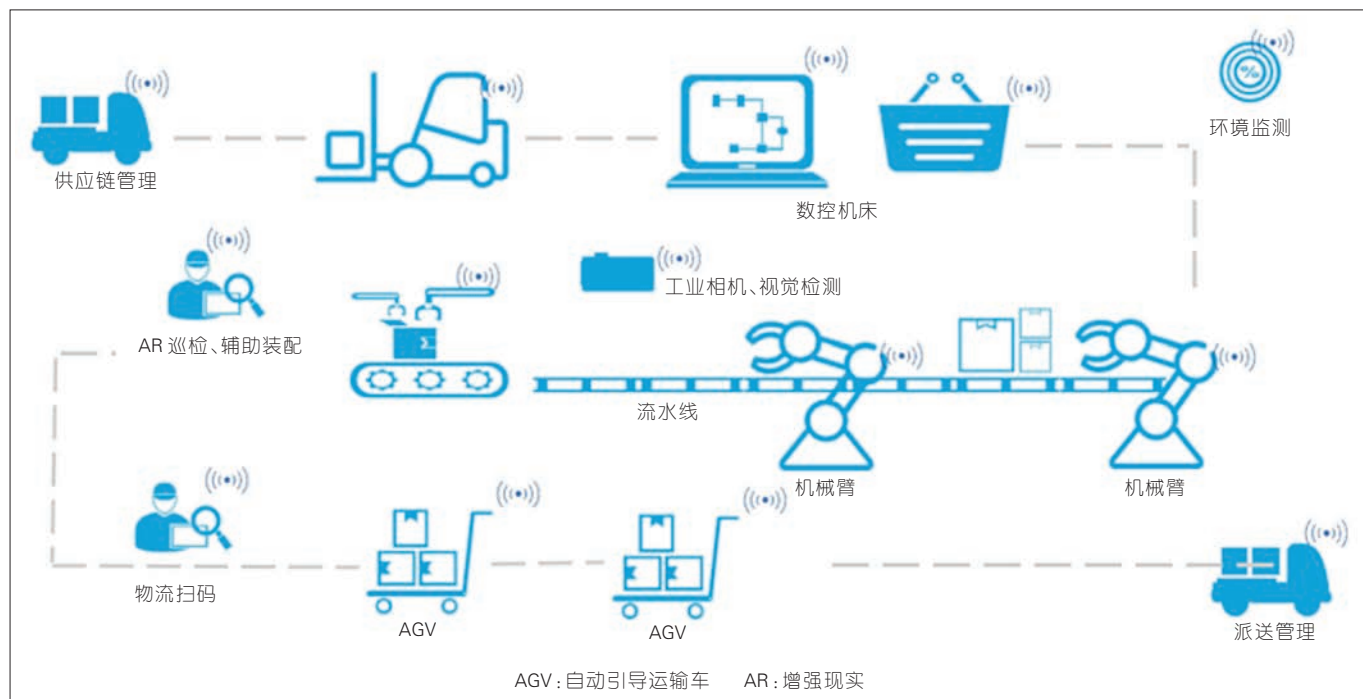 环境监测
供应链管理
数控机床
工业相机、视觉检测
AR 巡检、辅助装配
流水线
机械臂
机械臂
物流扫码
AGV
AGV
派送管理
AGV：自动引导运输车 AR：增强现实
%